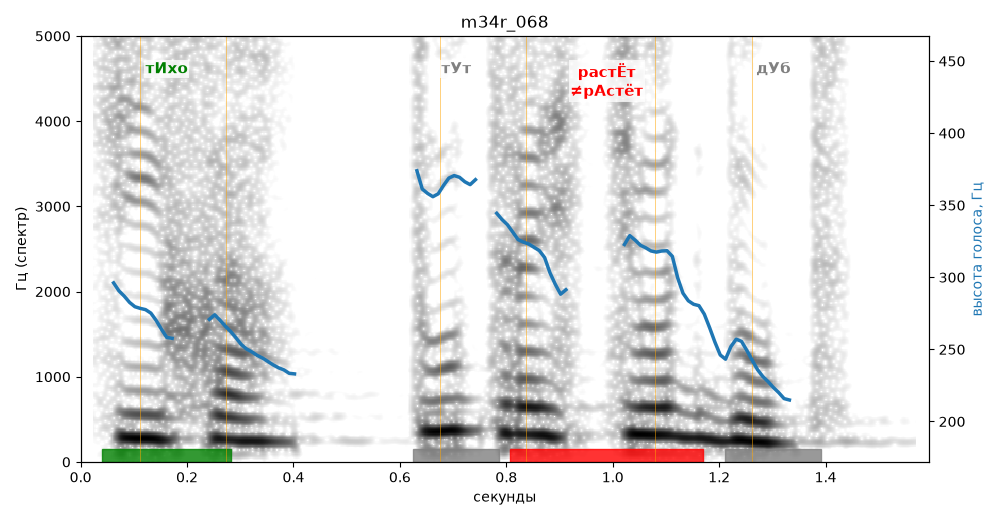 m34r_068
5000
4000
3000
2000
1000
0
Гц (спектр)
тИхо
тУт
растЁт
≠рАстёт
дУб
450
400
350
300
250
200
высота голоса, Гц
0.0 0.2 0.4 0.6 0.8 1.0 1.2 1.4
секунды